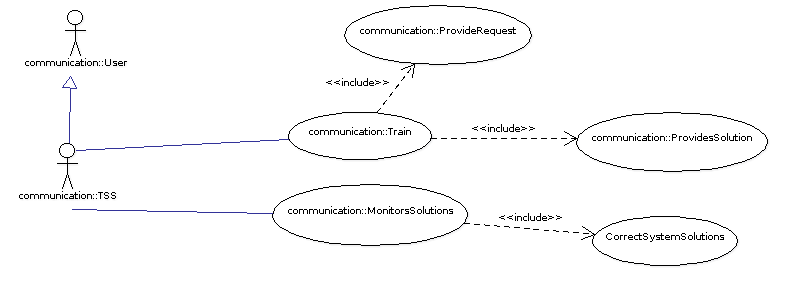 communication::ProvideRequest
communication::User
<<include>>
communication::Train
<<include>>
communication::ProvidesSolution
communication::TSS
communication::MonitorsSolutions
<<include>>
CorrectSystemSolutions